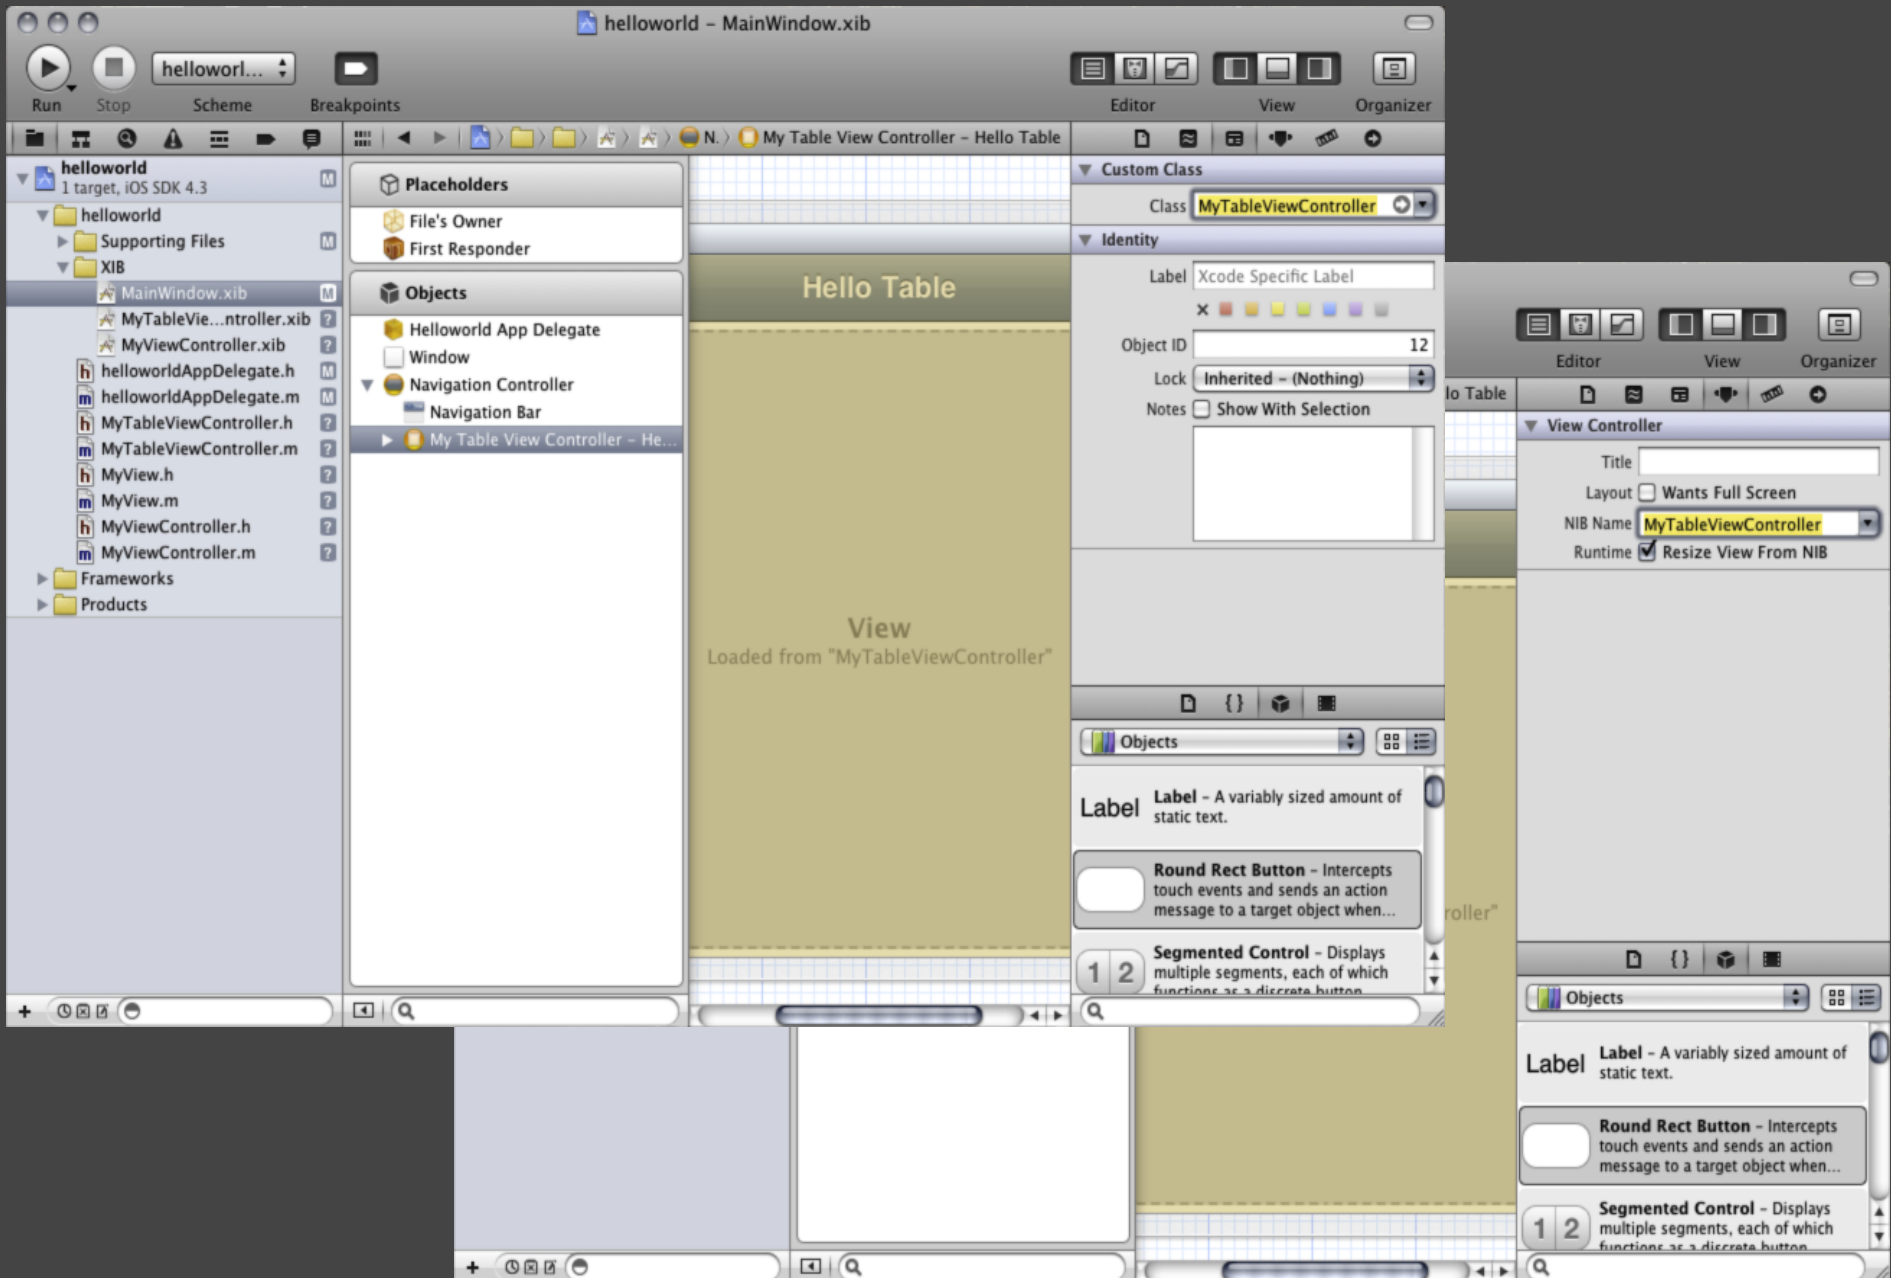 helloworld – MainWindow.xib
helloworl...
Run
Stop
Scheme
Breakpoints
Editor
View
Organizer
N.
My Table View Controller – Hello Table
helloworld
1 target, iOS SDK 4.3
M
helloworld
Supporting Files
M
XIB
MainWindow.xib
M
MyTableVie...ntroller.xib
?
MyViewController.xib
?
helloworldAppDelegate.h
M
helloworldAppDelegate.m
M
MyTableViewController.h
?
MyTableViewController.m
?
MyView.h
?
MyView.m
?
MyViewController.h
?
MyViewController.m
?
Frameworks
Products
Placeholders
File's Owner
First Responder
Objects
Helloworld App Delegate
Window
Navigation Controller
Navigation Bar
My Table View Controller – He...
Hello Table
View
Loaded from "MyTableViewController"
Custom Class
Class MyTableViewController
Identity
Label Xcode Specific Label
Object ID 12
Lock Inherited – (Nothing)
Notes Show With Selection
{}
Objects
Label
Label – A variably sized amount of
static text.
Round Rect Button – Intercepts
touch events and sends an action
message to a target object when...
1 2
Segmented Control – Displays
multiple segments, each of which
functions as a discrete button
Editor
View
Organizer
lo Table
View Controller
Title
Layout Wants Full Screen
NIB Name MyTableViewController
Runtime Resize View From NIB
roller"
{}
Objects
Label
Label – A variably sized amount of
static text.
Round Rect Button – Intercepts
touch events and sends an action
message to a target object when...
1 2
Segmented Control – Displays
multiple segments, each of which
functions as a discrete button